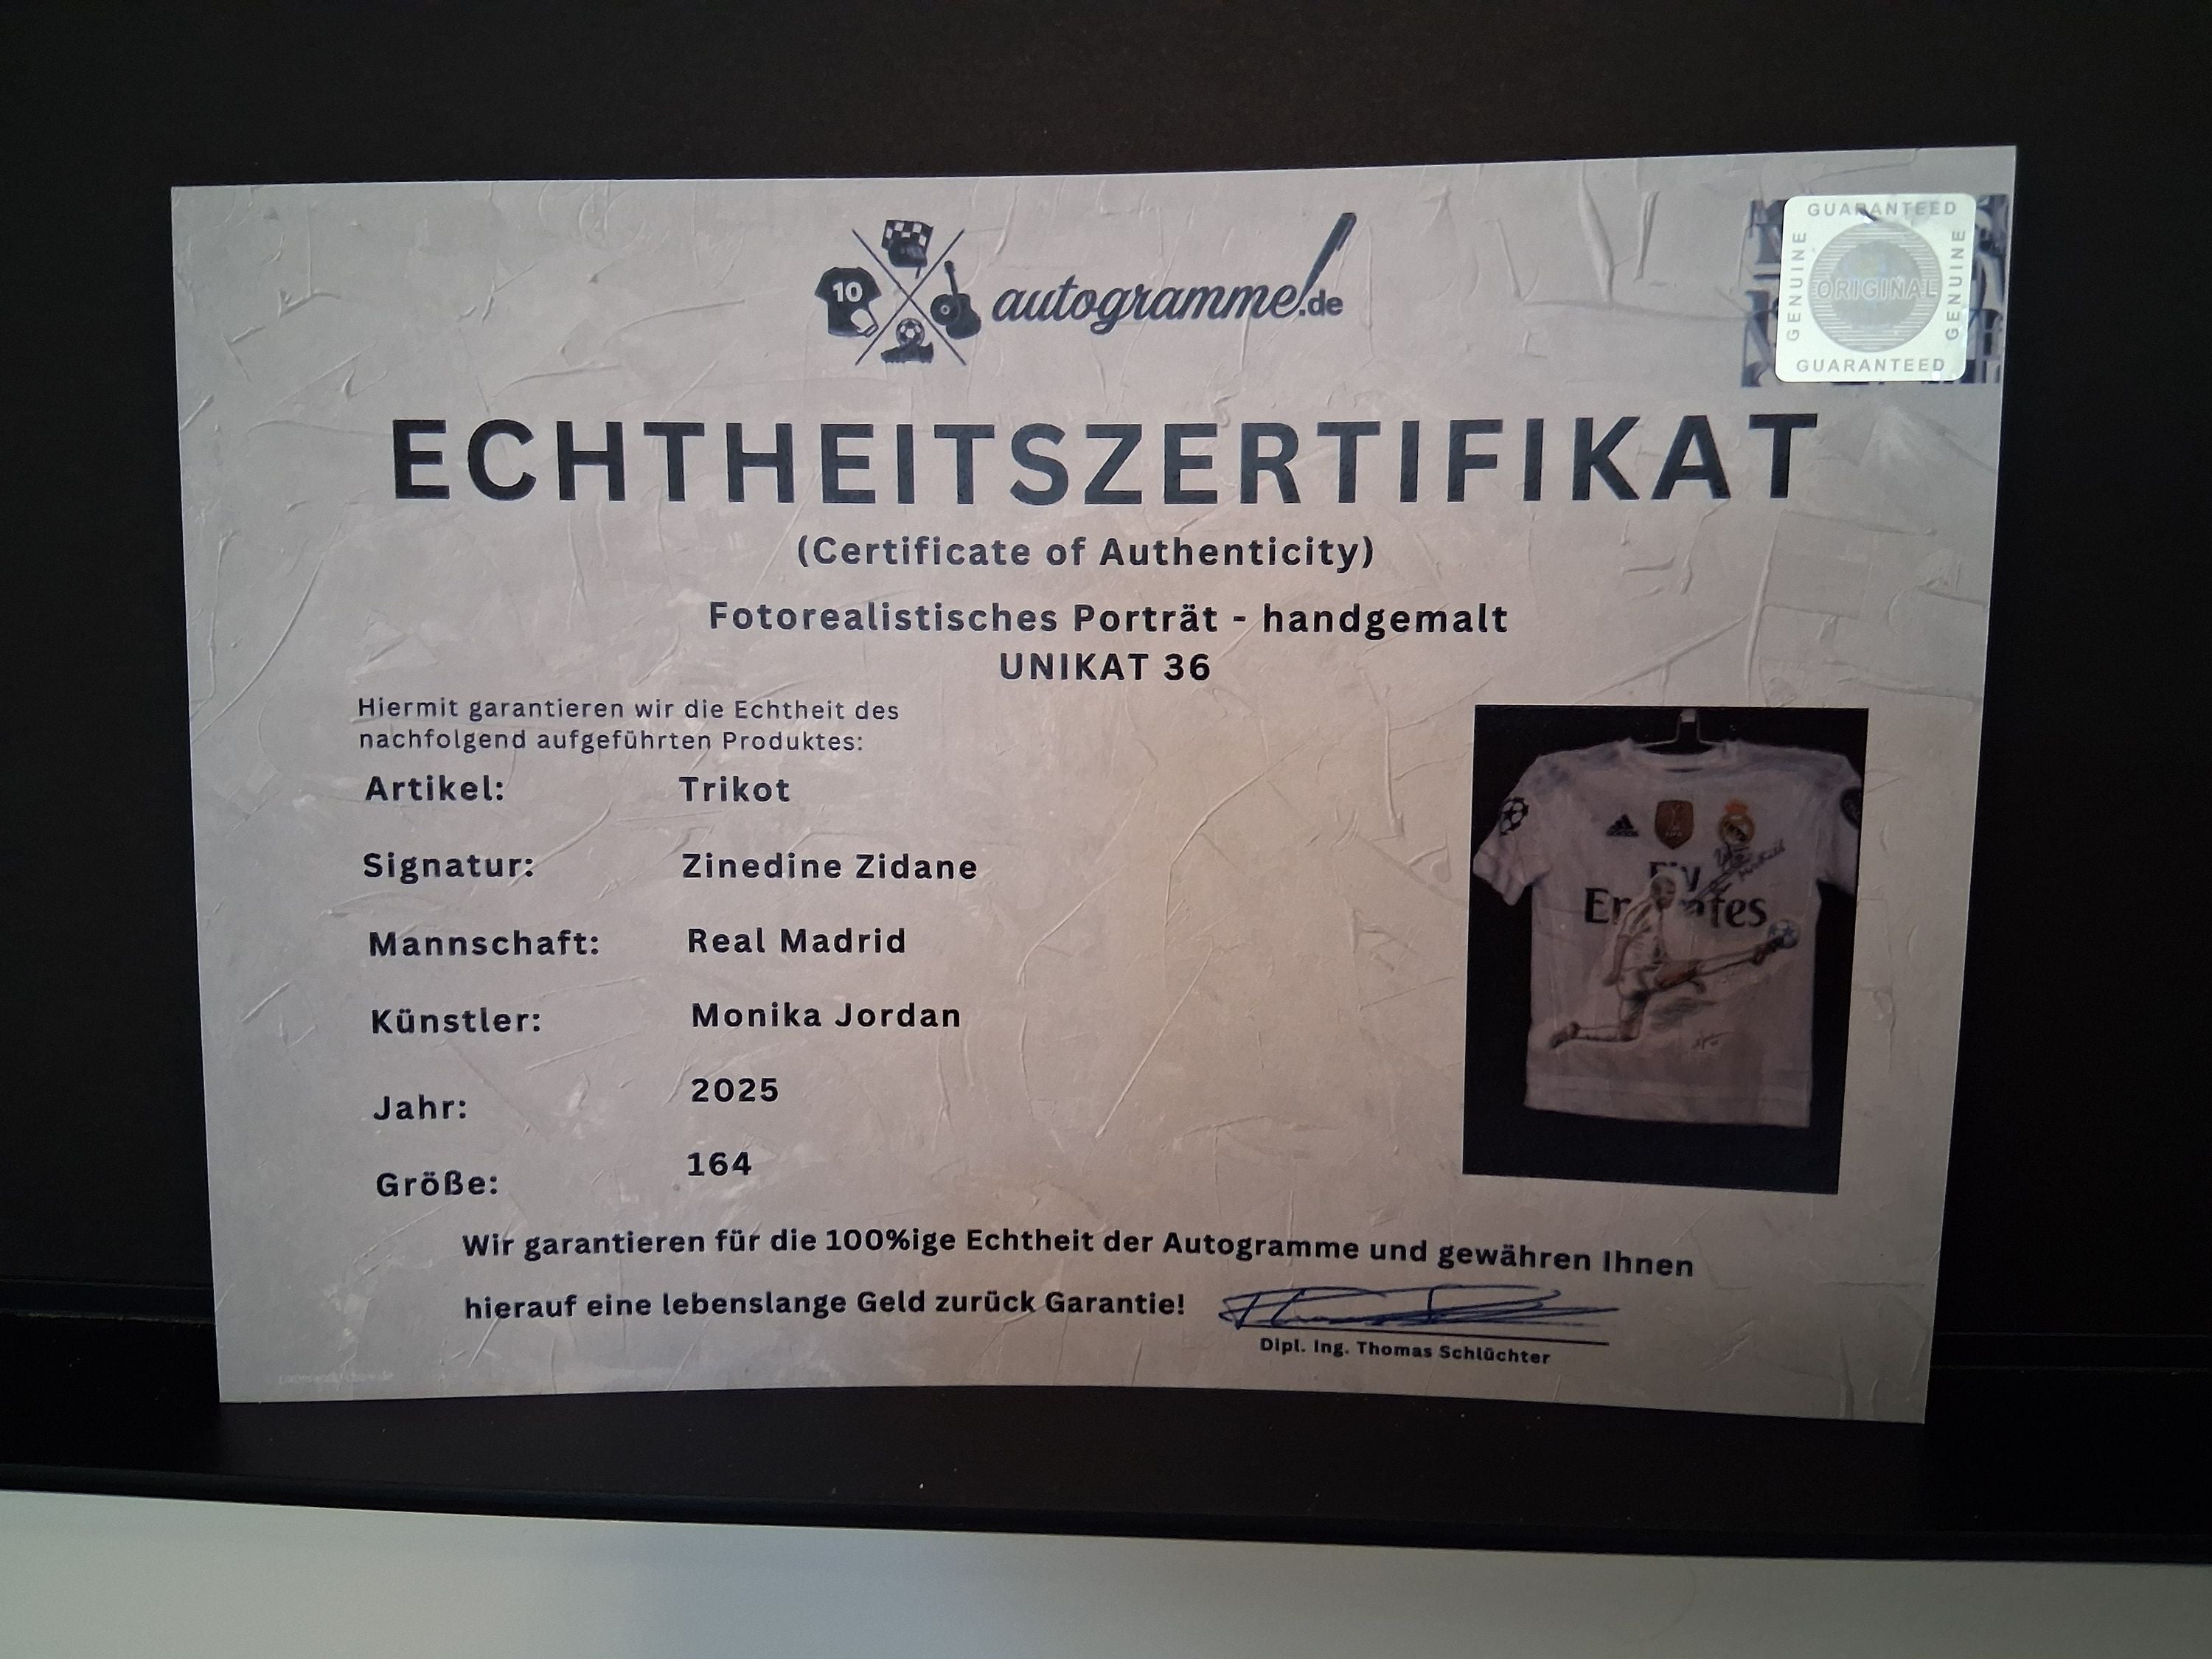 autogramme.de
10
GUARANTEED
GENUINE
ORIGINAL
GENUINE
GUARANTEED
ECHTHEITSZERTIFIKAT
(Certificate of Authenticity)
Fotorealistisches Porträt - handgemalt
UNIKAT 36
Hiermit garantieren wir die Echtheit des
nachfolgend aufgeführten Produktes:
Artikel: Trikot
Signatur: Zinedine Zidane
Mannschaft: Real Madrid
Künstler: Monika Jordan
Jahr: 2025
Größe: 164
Fly
Emirates
Wir garantieren für die 100%ige Echtheit der Autogramme und gewähren Ihnen
hierauf eine lebenslange Geld zurück Garantie!
Dipl. Ing. Thomas Schlüchter